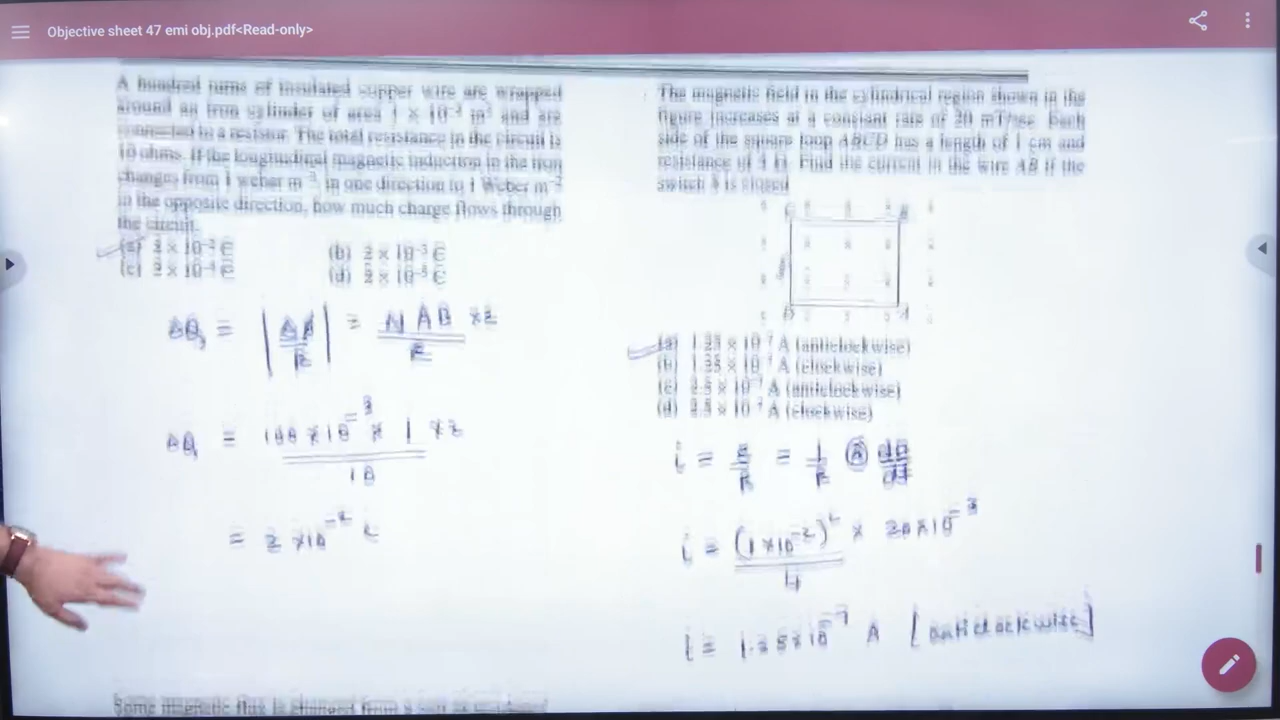 Objective sheet 47 emi obj.pdf<Read-only>
A hundred turns of insulated copper wire are wrapped
around an iron cylinder of area 1 × 10⁻³ m² and are
connected to a resistor. The total resistance in the circuit is
10 ohms. If the longitudinal magnetic induction in the iron
changes from 1 weber m⁻², in one direction to 1 Weber m⁻²
in the opposite direction, how much charge flows through
the circuit
(a) 2 × 10⁻² C (b) 2 × 10⁻³ C
(c) 2 × 10⁻⁴ C (d) 2 × 10⁻⁵ C
= | Δφ/R | = NAB × 2 / R
= 100 × 10⁻³ × 1 × 2 / 10
= 2 × 10⁻² C
Some magnetic flux is changed from a coil
The magnetic field in the cylindrical region shown in the
figure increases at a constant rate of 20 mT/sec. Each
side of the square loop ABCD has a length of 1 cm and
resistance of 4 Ω. Find the current in the wire AB if the
switch S is closed
(a) 1.25 × 10⁻⁷ A (anticlockwise)
(b) 1.25 × 10⁻⁷ A (clockwise)
(c) 2.5 × 10⁻⁷ A (anticlockwise)
(d) 2.5 × 10⁻⁷ A (clockwise)
i = E/R = 1/R (A) dB/dt
i = (1 × 10⁻²)² / 4 × 20 × 10⁻³
i = 1.25 × 10⁻⁷ A [anticlockwise]